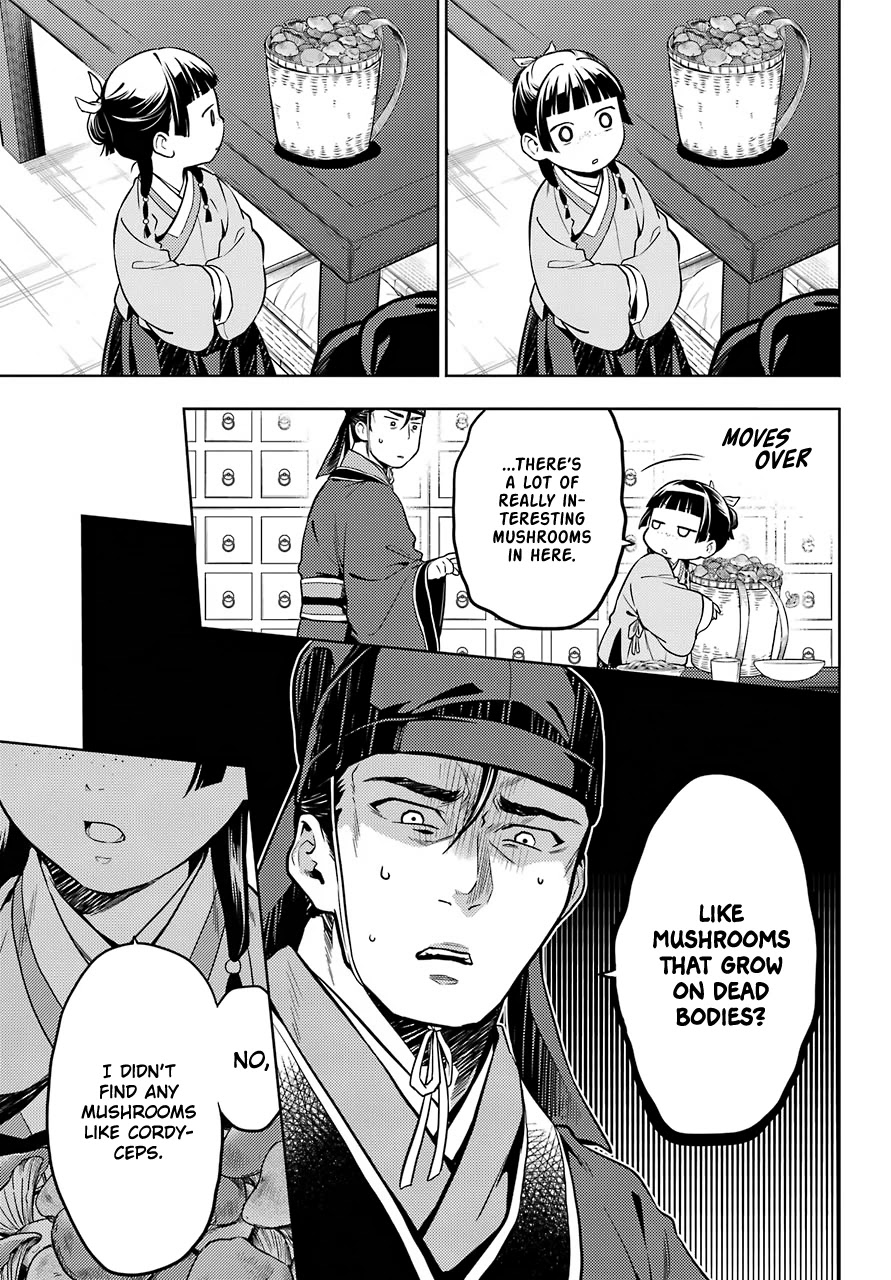 MOVES
OVER
...THERE'S
A LOT OF
REALLY IN-
TERESTING
MUSHROOMS
IN HERE.
LIKE
MUSHROOMS
THAT GROW
ON DEAD
BODIES?
NO,
I DIDN'T
FIND ANY
MUSHROOMS
LIKE CORDY-
CEPS.